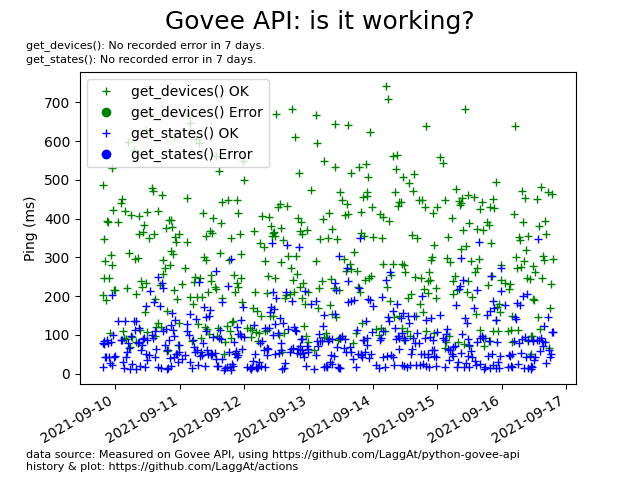 Govee API: is it working?
get_devices(): No recorded error in 7 days.
get_states(): No recorded error in 7 days.
get_devices() OK
get_devices() Error
get_states() OK
get_states() Error
Ping (ms)
700
600
500
400
300
200
100
0
2021-09-10
2021-09-11
2021-09-12
2021-09-13
2021-09-14
2021-09-15
2021-09-16
2021-09-17
data source: Measured on Govee API, using https://github.com/LaggAt/python-govee-api
history & plot: https://github.com/LaggAt/actions